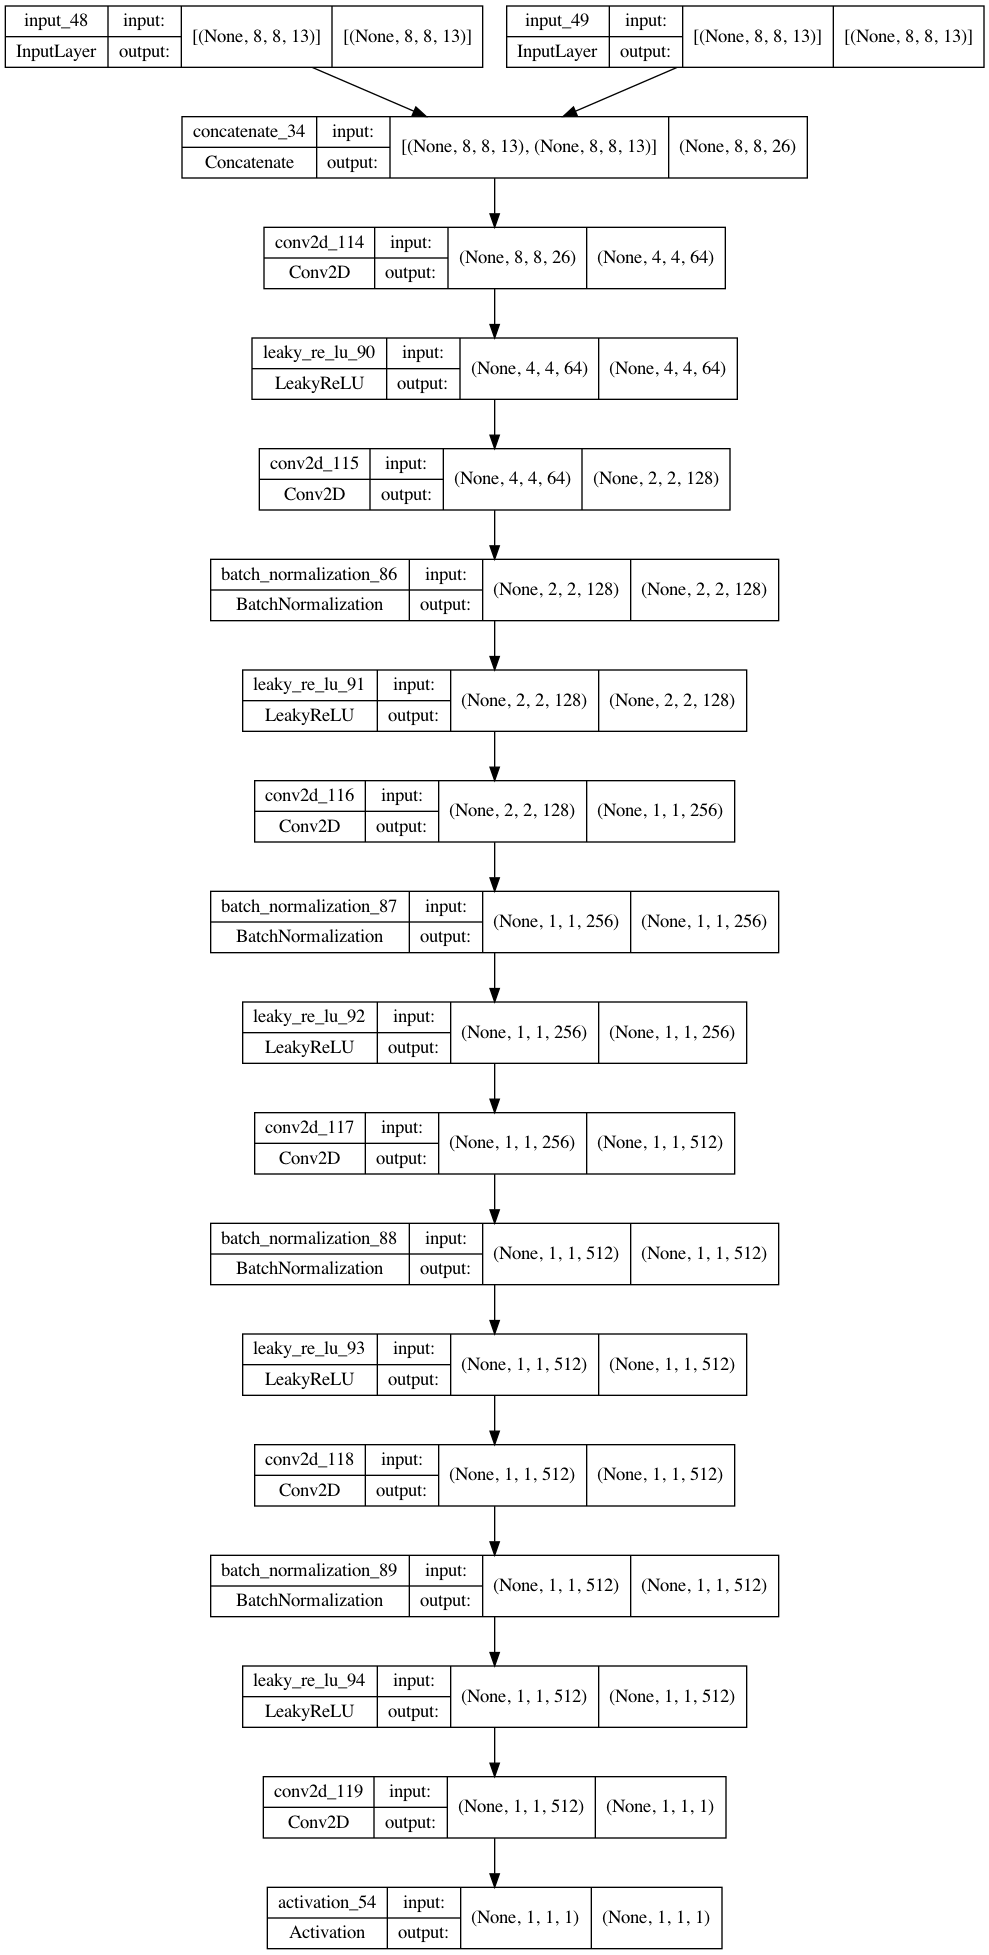 input_48 input: [(None, 8, 8, 13)] [(None, 8, 8, 13)]
InputLayer output:
input_49 input: [(None, 8, 8, 13)] [(None, 8, 8, 13)]
InputLayer output:
concatenate_34 input: [(None, 8, 8, 13), (None, 8, 8, 13)] (None, 8, 8, 26)
Concatenate output:
conv2d_114 input: (None, 8, 8, 26) (None, 4, 4, 64)
Conv2D output:
leaky_re_lu_90 input: (None, 4, 4, 64) (None, 4, 4, 64)
LeakyReLU output:
conv2d_115 input: (None, 4, 4, 64) (None, 2, 2, 128)
Conv2D output:
batch_normalization_86 input: (None, 2, 2, 128) (None, 2, 2, 128)
BatchNormalization output:
leaky_re_lu_91 input: (None, 2, 2, 128) (None, 2, 2, 128)
LeakyReLU output:
conv2d_116 input: (None, 2, 2, 128) (None, 1, 1, 256)
Conv2D output:
batch_normalization_87 input: (None, 1, 1, 256) (None, 1, 1, 256)
BatchNormalization output:
leaky_re_lu_92 input: (None, 1, 1, 256) (None, 1, 1, 256)
LeakyReLU output:
conv2d_117 input: (None, 1, 1, 256) (None, 1, 1, 512)
Conv2D output:
batch_normalization_88 input: (None, 1, 1, 512) (None, 1, 1, 512)
BatchNormalization output:
leaky_re_lu_93 input: (None, 1, 1, 512) (None, 1, 1, 512)
LeakyReLU output:
conv2d_118 input: (None, 1, 1, 512) (None, 1, 1, 512)
Conv2D output:
batch_normalization_89 input: (None, 1, 1, 512) (None, 1, 1, 512)
BatchNormalization output:
leaky_re_lu_94 input: (None, 1, 1, 512) (None, 1, 1, 512)
LeakyReLU output:
conv2d_119 input: (None, 1, 1, 512) (None, 1, 1, 1)
Conv2D output:
activation_54 input: (None, 1, 1, 1) (None, 1, 1, 1)
Activation output: